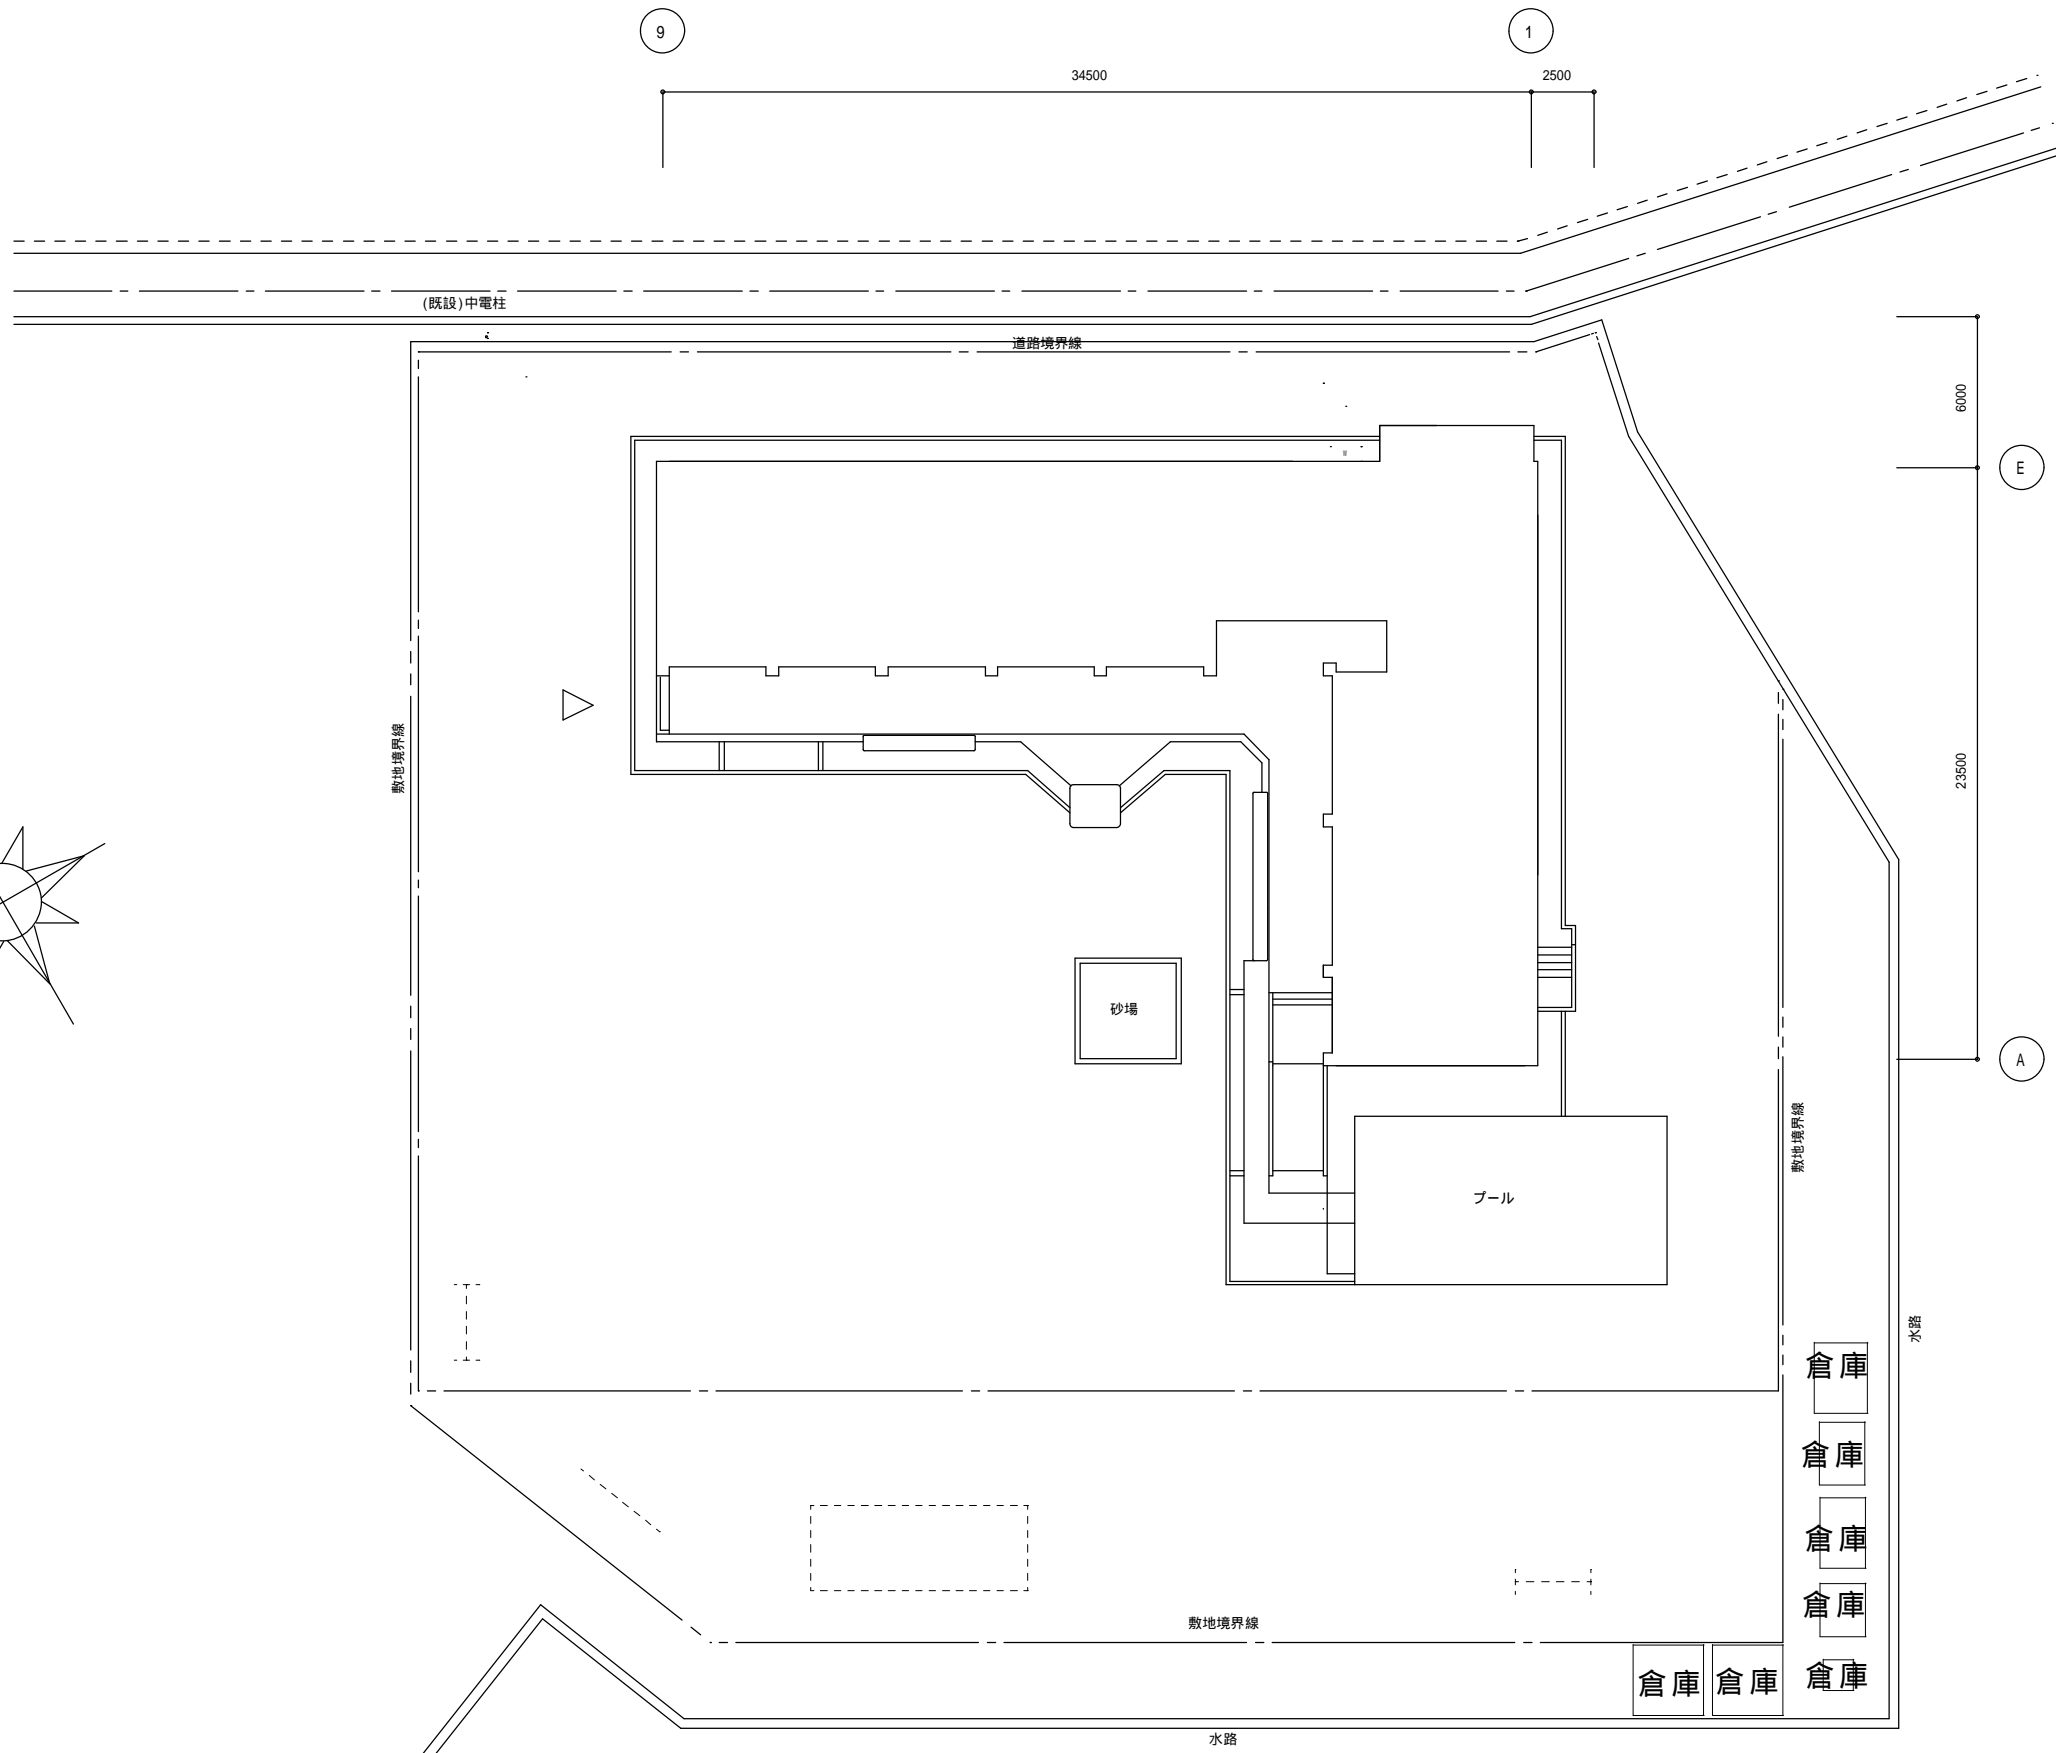 9
1
34500
2500
(既設)中電柱
道路境界線
6000
E
敷地境界線
23500
砂場
A
敷地境界線
プール
水路
倉庫
倉庫
倉庫
倉庫
敷地境界線
倉庫
倉庫
倉庫
水路